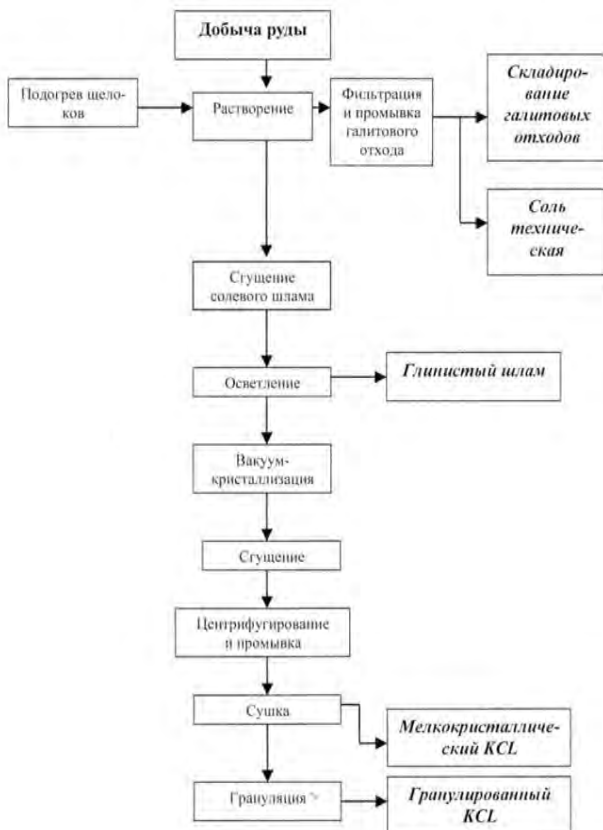 Добыча руды
Подогрев щело-
ков
Растворение
Фильтрация
и промывка
галитового
отхода
Складиро-
вание
галитовых
отходов
Соль
техниче-
ская
Сгущение
солевого шлама
Осветление
Глинистый шлам
Вакуум-
кристаллизация
Сгущение
Центрифугирование
и промывка
Сушка
Мелкокристалличе-
ский KCL
Грануляция
Гранулированный
KCL